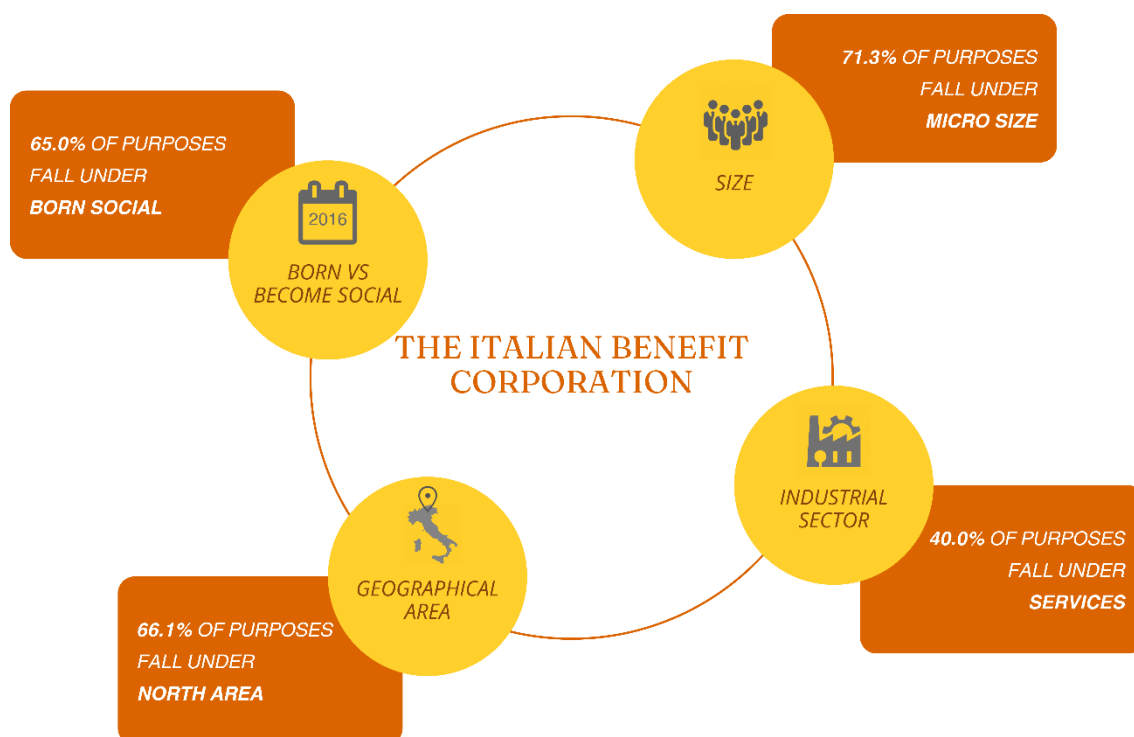 71.3% OF PURPOSES
FALL UNDER
MICRO SIZE
SIZE
65.0% OF PURPOSES
FALL UNDER
BORN SOCIAL
2016
BORN VS
BECOME SOCIAL
THE ITALIAN BENEFIT
CORPORATION
INDUSTRIAL
SECTOR
40.0% OF PURPOSES
FALL UNDER
SERVICES
GEOGRAPHICAL
AREA
66.1% OF PURPOSES
FALL UNDER
NORTH AREA